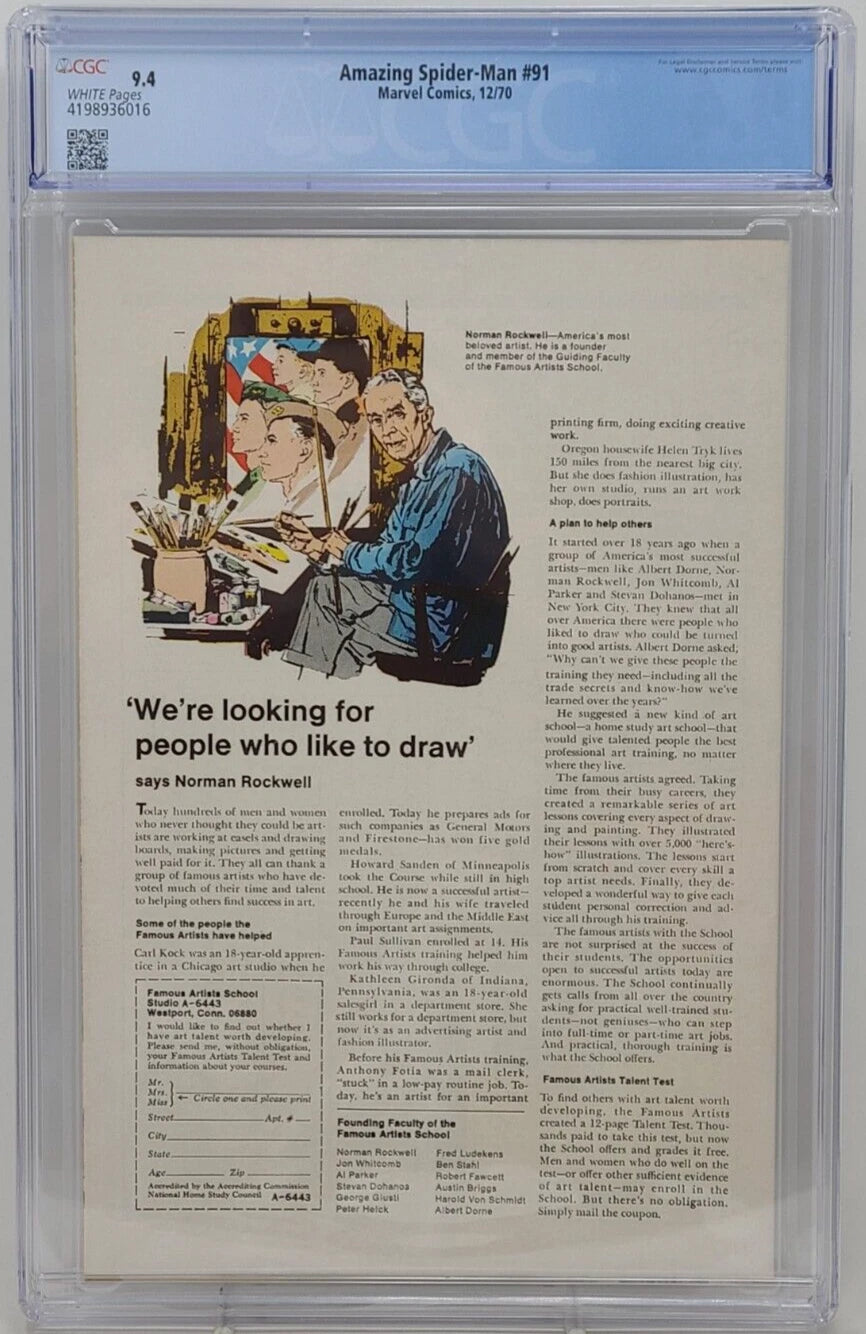 CGC
9.4
WHITE Pages
4198936016
Amazing Spider-Man #91
Marvel Comics, 12/70
For Legal Disclaimer and Service Terms please visit
www.cgccomics.com/terms
CGC
Norman Rockwell—America's most
beloved artist. He is a founder
and member of the Guiding Faculty
of the Famous Artists School.
'We're looking for
people who like to draw'
says Norman Rockwell
Today hundreds of men and women
who never thought they could be art-
ists are working at easels and drawing
boards, making pictures and getting
well paid for it. They all can thank a
group of famous artists who have de-
voted much of their time and talent
to helping others find success in art.
Some of the people the
Famous Artists have helped
Carl Kock was an 18-year-old appren-
tice in a Chicago art studio when he
enrolled. Today he prepares ads for
such companies as General Motors
and Firestone—has won five gold
medals.
Howard Sanden of Minneapolis
took the Course while still in high
school. He is now a successful artist—
recently he and his wife traveled
through Europe and the Middle East
on important art assignments.
Paul Sullivan enrolled at 14. His
Famous Artists training helped him
work his way through college.
Kathleen Gironda of Indiana,
Pennsylvania, was an 18-year-old
salesgirl in a department store. She
still works for a department store, but
now it's as an advertising artist and
fashion illustrator.
Before his Famous Artists training,
Anthony Fotia was a mail clerk,
"stuck" in a low-pay routine job. To-
day, he's an artist for an important
printing firm, doing exciting creative
work.
Oregon housewife Helen Tryk lives
150 miles from the nearest big city.
But she does fashion illustration, has
her own studio, runs an art work
shop, does portraits.
A plan to help others
It started over 18 years ago when a
group of America's most successful
artists—men like Albert Dorne, Nor-
man Rockwell, Jon Whitcomb, Al
Parker and Stevan Dohanos—met in
New York City. They knew that all
over America there were people who
liked to draw who could be turned
into good artists. Albert Dorne asked;
"Why can't we give these people the
training they need—including all the
trade secrets and know-how we've
learned over the years?"
He suggested a new kind of art
school—a home study art school—that
would give talented people the best
professional art training, no matter
where they live.
The famous artists agreed. Taking
time from their busy careers, they
created a remarkable series of art
lessons covering every aspect of draw-
ing and painting. They illustrated
their lessons with over 5,000 "here's-
how" illustrations. The lessons start
from scratch and cover every skill a
top artist needs. Finally, they de-
veloped a wonderful way to give each
student personal correction and ad-
vice all through his training.
The famous artists with the School
are not surprised at the success of
their students. The opportunities
open to successful artists today are
enormous. The School continually
gets calls from all over the country
asking for practical well-trained stu-
dents—not geniuses—who can step
into full-time or part-time art jobs.
And practical, thorough training is
what the School offers.
Famous Artists Talent Test
To find others with art talent worth
developing, the Famous Artists
created a 12-page Talent Test. Thou-
sands paid to take this test, but now
the School offers and grades it free.
Men and women who do well on the
test—or offer other sufficient evidence
of art talent—may enroll in the
School. But there's no obligation.
Simply mail the coupon.
Famous Artists School
Studio A-6443
Westport, Conn. 06880
I would like to find out whether I
have art talent worth developing.
Please send me, without obligation,
your Famous Artists Talent Test and
information about your courses.
Mr.
Mrs.
Miss
← Circle one and please print
Street Apt. #
City
State
Age Zip
Accredited by the Accrediting Commission
National Home Study Council A-6443
Founding Faculty of the
Famous Artists School
Norman Rockwell
Jon Whitcomb
Al Parker
Stevan Dohanos
George Giusti
Peter Helck
Fred Ludekens
Ben Stahl
Robert Fawcett
Austin Briggs
Harold Von Schmidt
Albert Dorne